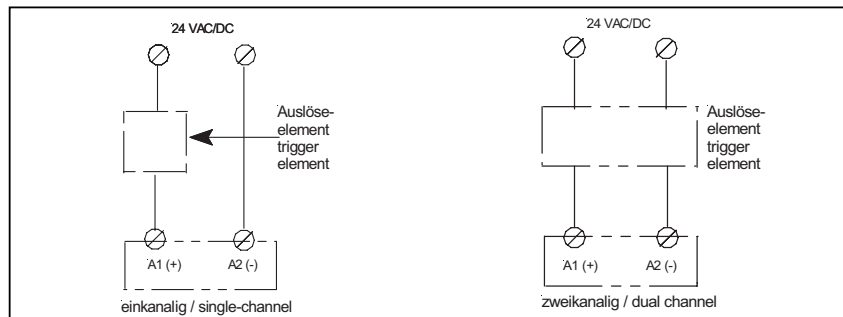 24 VAC/DC
Auslöse-
element
trigger
element
A1 (+)
A2 (-)
einkanalig / single-channel
24 VAC/DC
Auslöse-
element
trigger
element
A1 (+)
A2 (-)
zweikanalig / dual channel